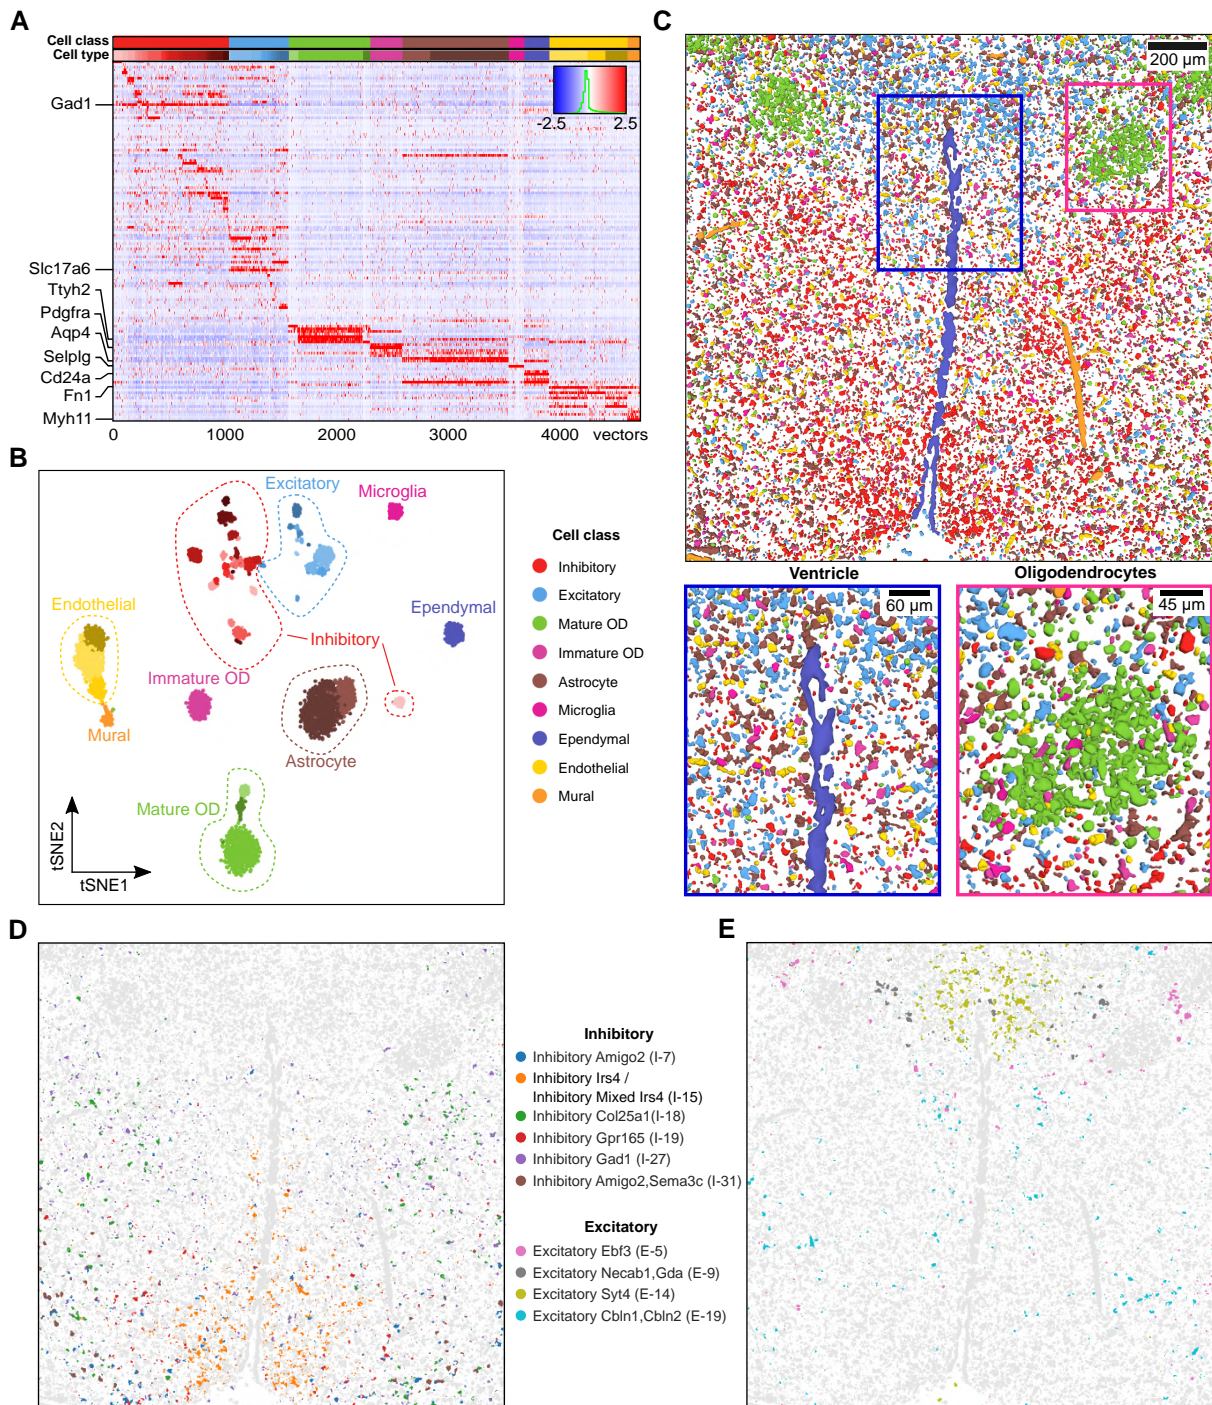 A
Cell class
Cell type
-2.5 2.5
Gad1
Slc17a6
Ttyh2
Pdgfra
Aqp4
Selplg
Cd24a
Fn1
Myh11
0 1000 2000 3000 4000 vectors
B
Excitatory
Microglia
Endothelial
Ependymal
Inhibitory
Immature OD
Mural
Astrocyte
Mature OD
tSNE2
tSNE1
Cell class
Inhibitory
Excitatory
Mature OD
Immature OD
Astrocyte
Microglia
Ependymal
Endothelial
Mural
C
200 µm
Ventricle
60 µm
Oligodendrocytes
45 µm
D
Inhibitory
Inhibitory Amigo2 (I-7)
Inhibitory Irs4 /
Inhibitory Mixed Irs4 (I-15)
Inhibitory Col25a1(I-18)
Inhibitory Gpr165 (I-19)
Inhibitory Gad1 (I-27)
Inhibitory Amigo2,Sema3c (I-31)
Excitatory
Excitatory Ebf3 (E-5)
Excitatory Necab1,Gda (E-9)
Excitatory Syt4 (E-14)
Excitatory Cbln1,Cbln2 (E-19)
E